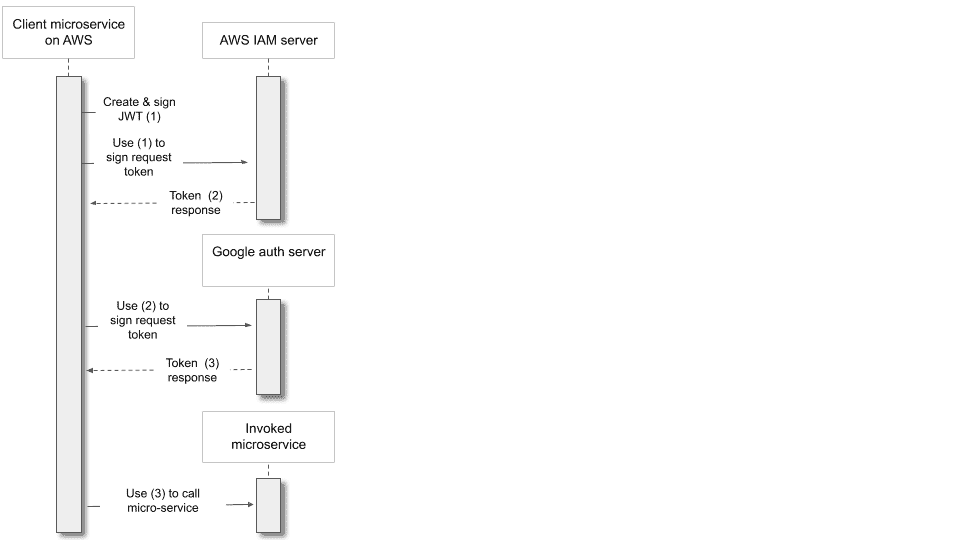 Client microservice
on AWS
AWS IAM server
Create & sign
JWT (1)
Use (1) to
sign request
token
Token (2)
response
Google auth server
Use (2) to
sign request
token
Token (3)
response
Invoked
microservice
Use (3) to call
micro-service